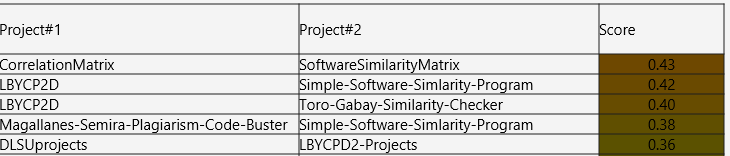 Project#1 Project#2 Score
CorrelationMatrix SoftwareSimilarityMatrix 0.43
LBYCP2D Simple-Software-Simlarity-Program 0.42
LBYCP2D Toro-Gabay-Similarity-Checker 0.40
Magallanes-Semira-Plagiarism-Code-Buster Simple-Software-Simlarity-Program 0.38
DLSUprojects LBYCPD2-Projects 0.36